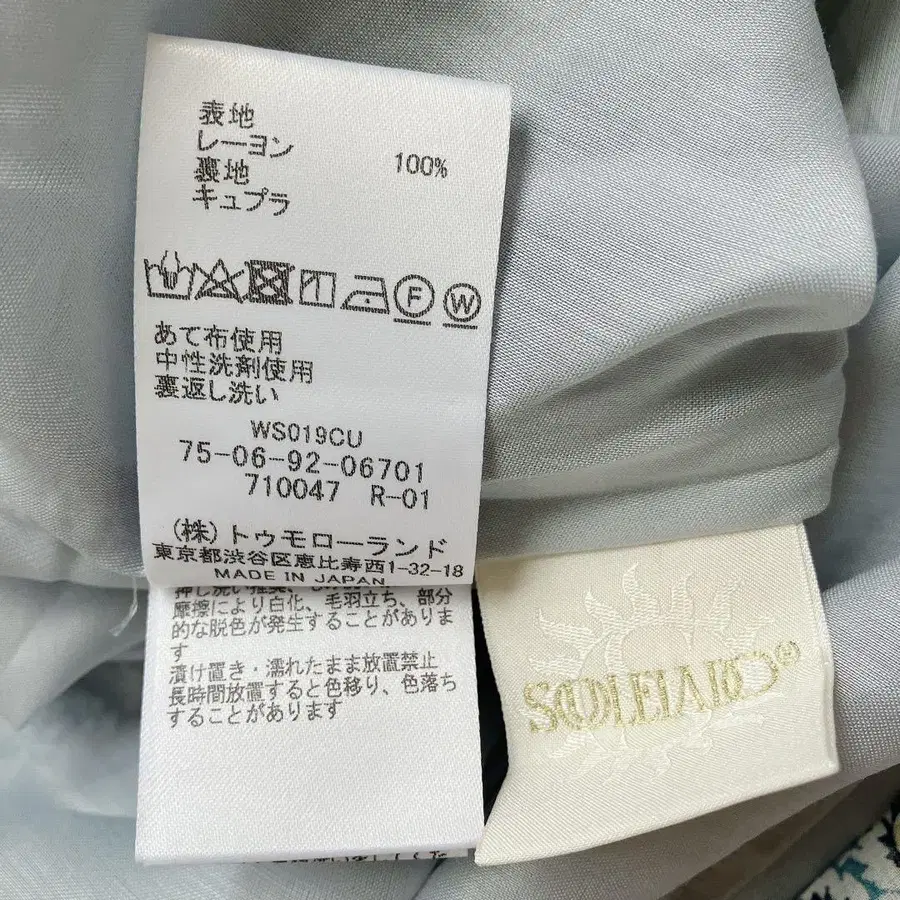 表地
レーヨン 100%
裏地
キュプラ
F
W
あて布使用
中性洗剤使用
裏返し洗い
WS019CU
75-06-92-06701
710047 R-01
(株)トゥモローランド
東京都渋谷区恵比寿西1-32-18
MADE IN JAPAN
摩擦により白化、毛羽立ち、部分
的な脱色が発生することがありま
す
漬け置き・濡れたまま放置禁止
長時間放置すると色移り、色落ち
することがあります
SOULEIADO®